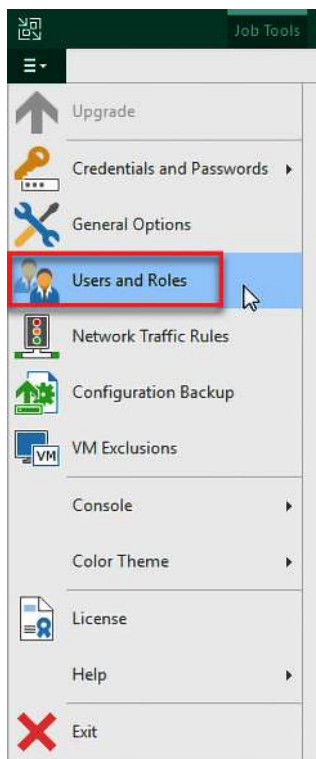 Job Tools
Upgrade
Credentials and Passwords
General Options
Users and Roles
Network Traffic Rules
Configuration Backup
VM Exclusions
VM
Console
Color Theme
License
Help
Exit